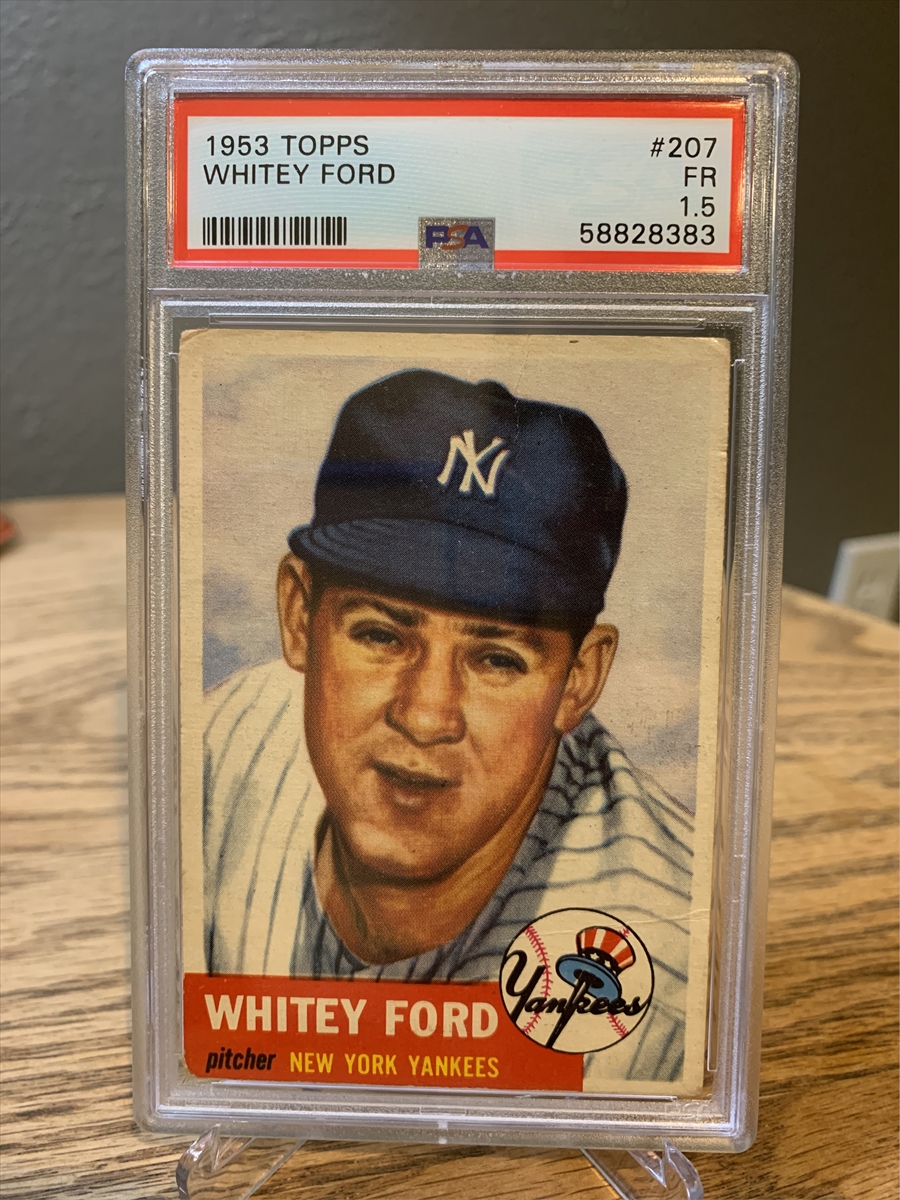 1953 TOPPS #207
WHITEY FORD FR
1.5
PSA 58828383
NY
Yankees
WHITEY FORD
pitcher NEW YORK YANKEES